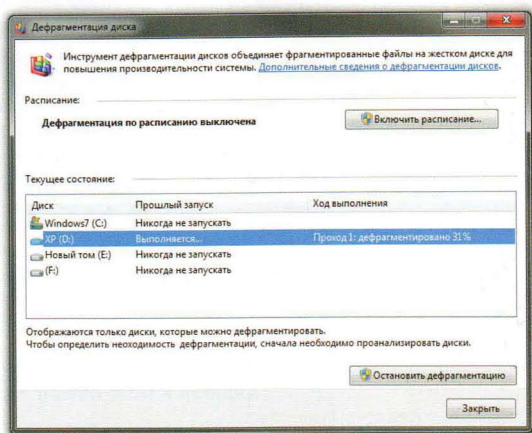 Дефрагментация диска
Инструмент дефрагментации дисков объединяет фрагментированные файлы на жестком диске для
повышения производительности системы. Дополнительные сведения о дефрагментации дисков.
Расписание:
Дефрагментация по расписанию выключена
Включить расписание...
Текущее состояние:
Диск Прошлый запуск Ход выполнения
Windows7 (C:) Никогда не запускать
XP (D:) Выполняется... Проход 1: дефрагментировано 31%
Новый том (E:) Никогда не запускать
(F:) Никогда не запускать
Отображаются только диски, которые можно дефрагментировать.
Чтобы определить неоходимость дефрагментации, сначала необходимо проанализировать диски.
Остановить дефрагментацию
Закрыть